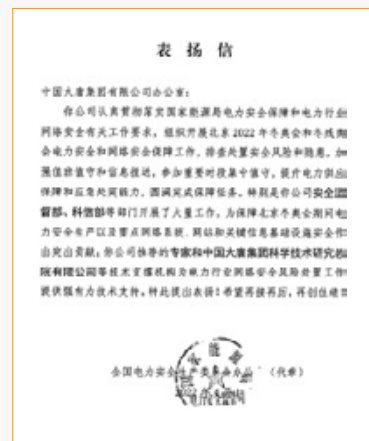 表扬信
中国大唐集团有限公司办公室：
你公司认真贯彻落实国家能源局电力安全保障和电力行业
网络安全有关工作要求，组织开展北京2022年冬奥会和冬残奥
会电力安全和网络安全保障工作，排查处置安全风险和隐患，加
强值班值守和信息报送，参加重要时段集中值守，提升电力供应
保障和应急处突能力，圆满完成保障任务。特别是你公司安全监
督部、科信部等部门开展了大量工作，为保障北京冬奥会期间电
力安全生产以及重点网络系统、网站和关键信息基础设施安全作
出突出贡献；你公司推荐的专家和中国大唐集团科学技术研究总
院有限公司等技术支撑机构为电力行业网络安全风险处置工作
提供强有力技术支持。特此提出表扬！希望再接再厉，再创佳绩
全国电力安全生产委员会办公（代章）